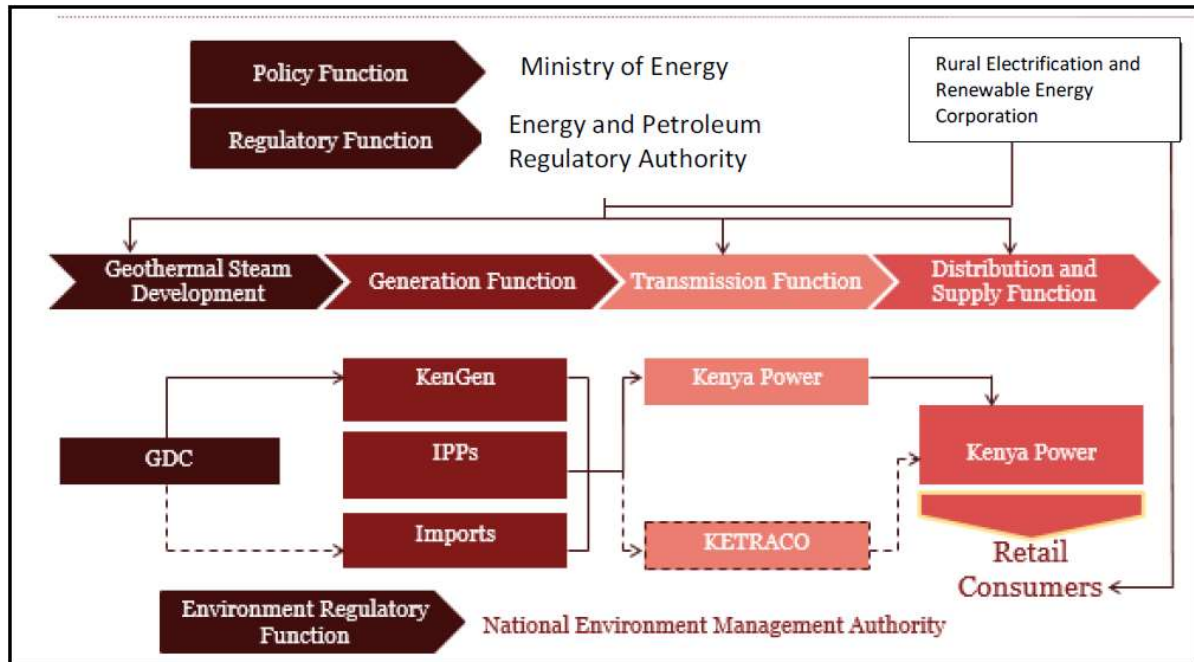 Policy Function
Ministry of Energy
Regulatory Function
Energy and Petroleum
Regulatory Authority
Rural Electrification and
Renewable Energy
Corporation
Geothermal Steam
Development
Generation Function
Transmission Function
Distribution and
Supply Function
GDC
KenGen
IPPs
Imports
Kenya Power
KETRACO
Kenya Power
Retail
Consumers
Environment Regulatory
Function
National Environment Management Authority